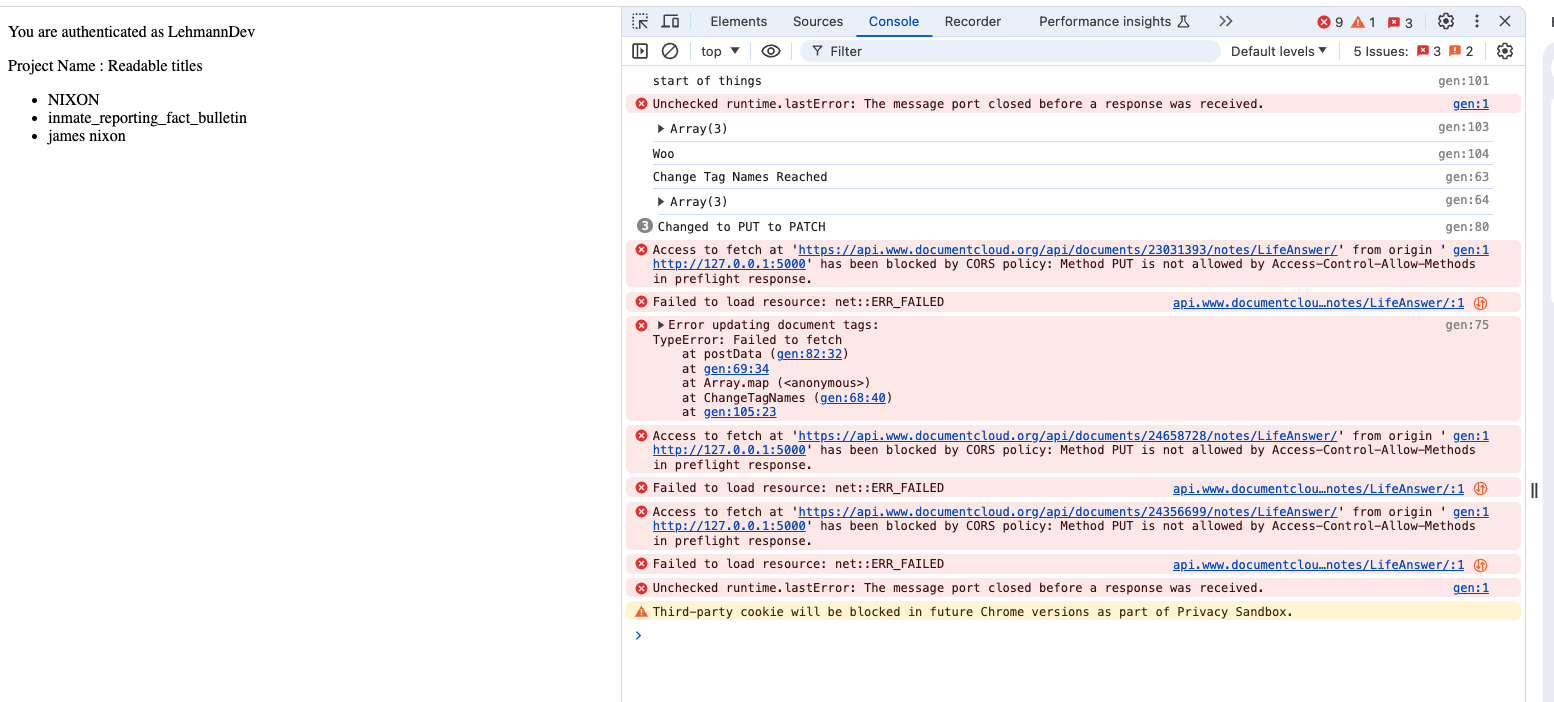 You are authenticated as LehmannDev
Project Name : Readable titles
• NIXON
• inmate_reporting_fact_bulletin
• james nixon
Elements Sources Console Recorder Performance insights 9 1 3
top Filter Default levels 5 Issues: 3 2
start of things gen:101
Unchecked runtime.lastError: The message port closed before a response was received. gen:1
Array(3) gen:103
Woo gen:104
Change Tag Names Reached gen:63
Array(3) gen:64
3 Changed to PUT to PATCH gen:80
Access to fetch at 'https://api.www.documentcloud.org/api/documents/23031393/notes/LifeAnswer/' from origin ' gen:1
http://127.0.0.1:5000' has been blocked by CORS policy: Method PUT is not allowed by Access-Control-Allow-Methods
in preflight response.
Failed to load resource: net::ERR_FAILED api.www.documentclou…notes/LifeAnswer/:1
Error updating document tags: gen:75
TypeError: Failed to fetch
at postData (gen:82:32)
at gen:69:34
at Array.map (<anonymous>)
at ChangeTagNames (gen:68:40)
at gen:105:23
Access to fetch at 'https://api.www.documentcloud.org/api/documents/24658728/notes/LifeAnswer/' from origin ' gen:1
http://127.0.0.1:5000' has been blocked by CORS policy: Method PUT is not allowed by Access-Control-Allow-Methods
in preflight response.
Failed to load resource: net::ERR_FAILED api.www.documentclou…notes/LifeAnswer/:1
Access to fetch at 'https://api.www.documentcloud.org/api/documents/24356699/notes/LifeAnswer/' from origin ' gen:1
http://127.0.0.1:5000' has been blocked by CORS policy: Method PUT is not allowed by Access-Control-Allow-Methods
in preflight response.
Failed to load resource: net::ERR_FAILED api.www.documentclou…notes/LifeAnswer/:1
Unchecked runtime.lastError: The message port closed before a response was received. gen:1
Third-party cookie will be blocked in future Chrome versions as part of Privacy Sandbox.